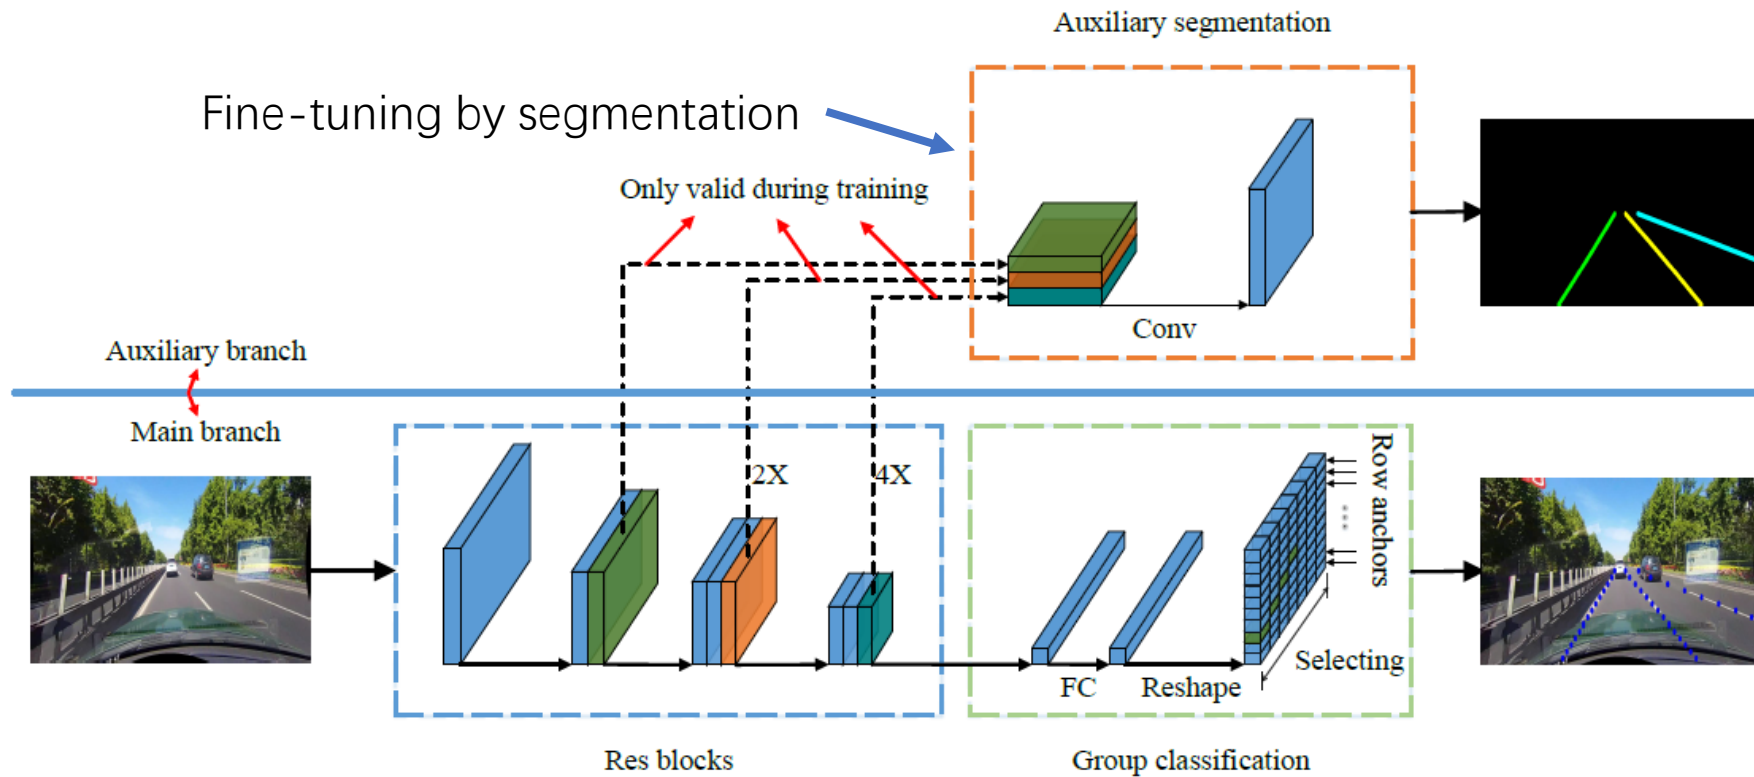 Auxiliary segmentation
Fine-tuning by segmentation
Only valid during training
Conv
Auxiliary branch
Main branch
2X
4X
Row anchors
Selecting
FC
Reshape
Res blocks
Group classification